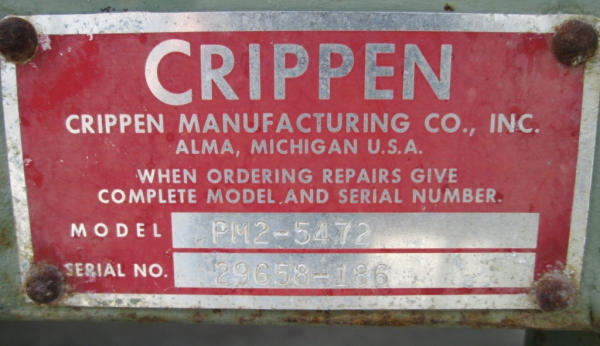 CRIPPEN
CRIPPEN MANUFACTURING CO., INC.
ALMA, MICHIGAN U.S.A.
WHEN ORDERING REPAIRS GIVE
COMPLETE MODEL AND SERIAL NUMBER.
MODEL PM2-5472
SERIAL NO. 29658-186